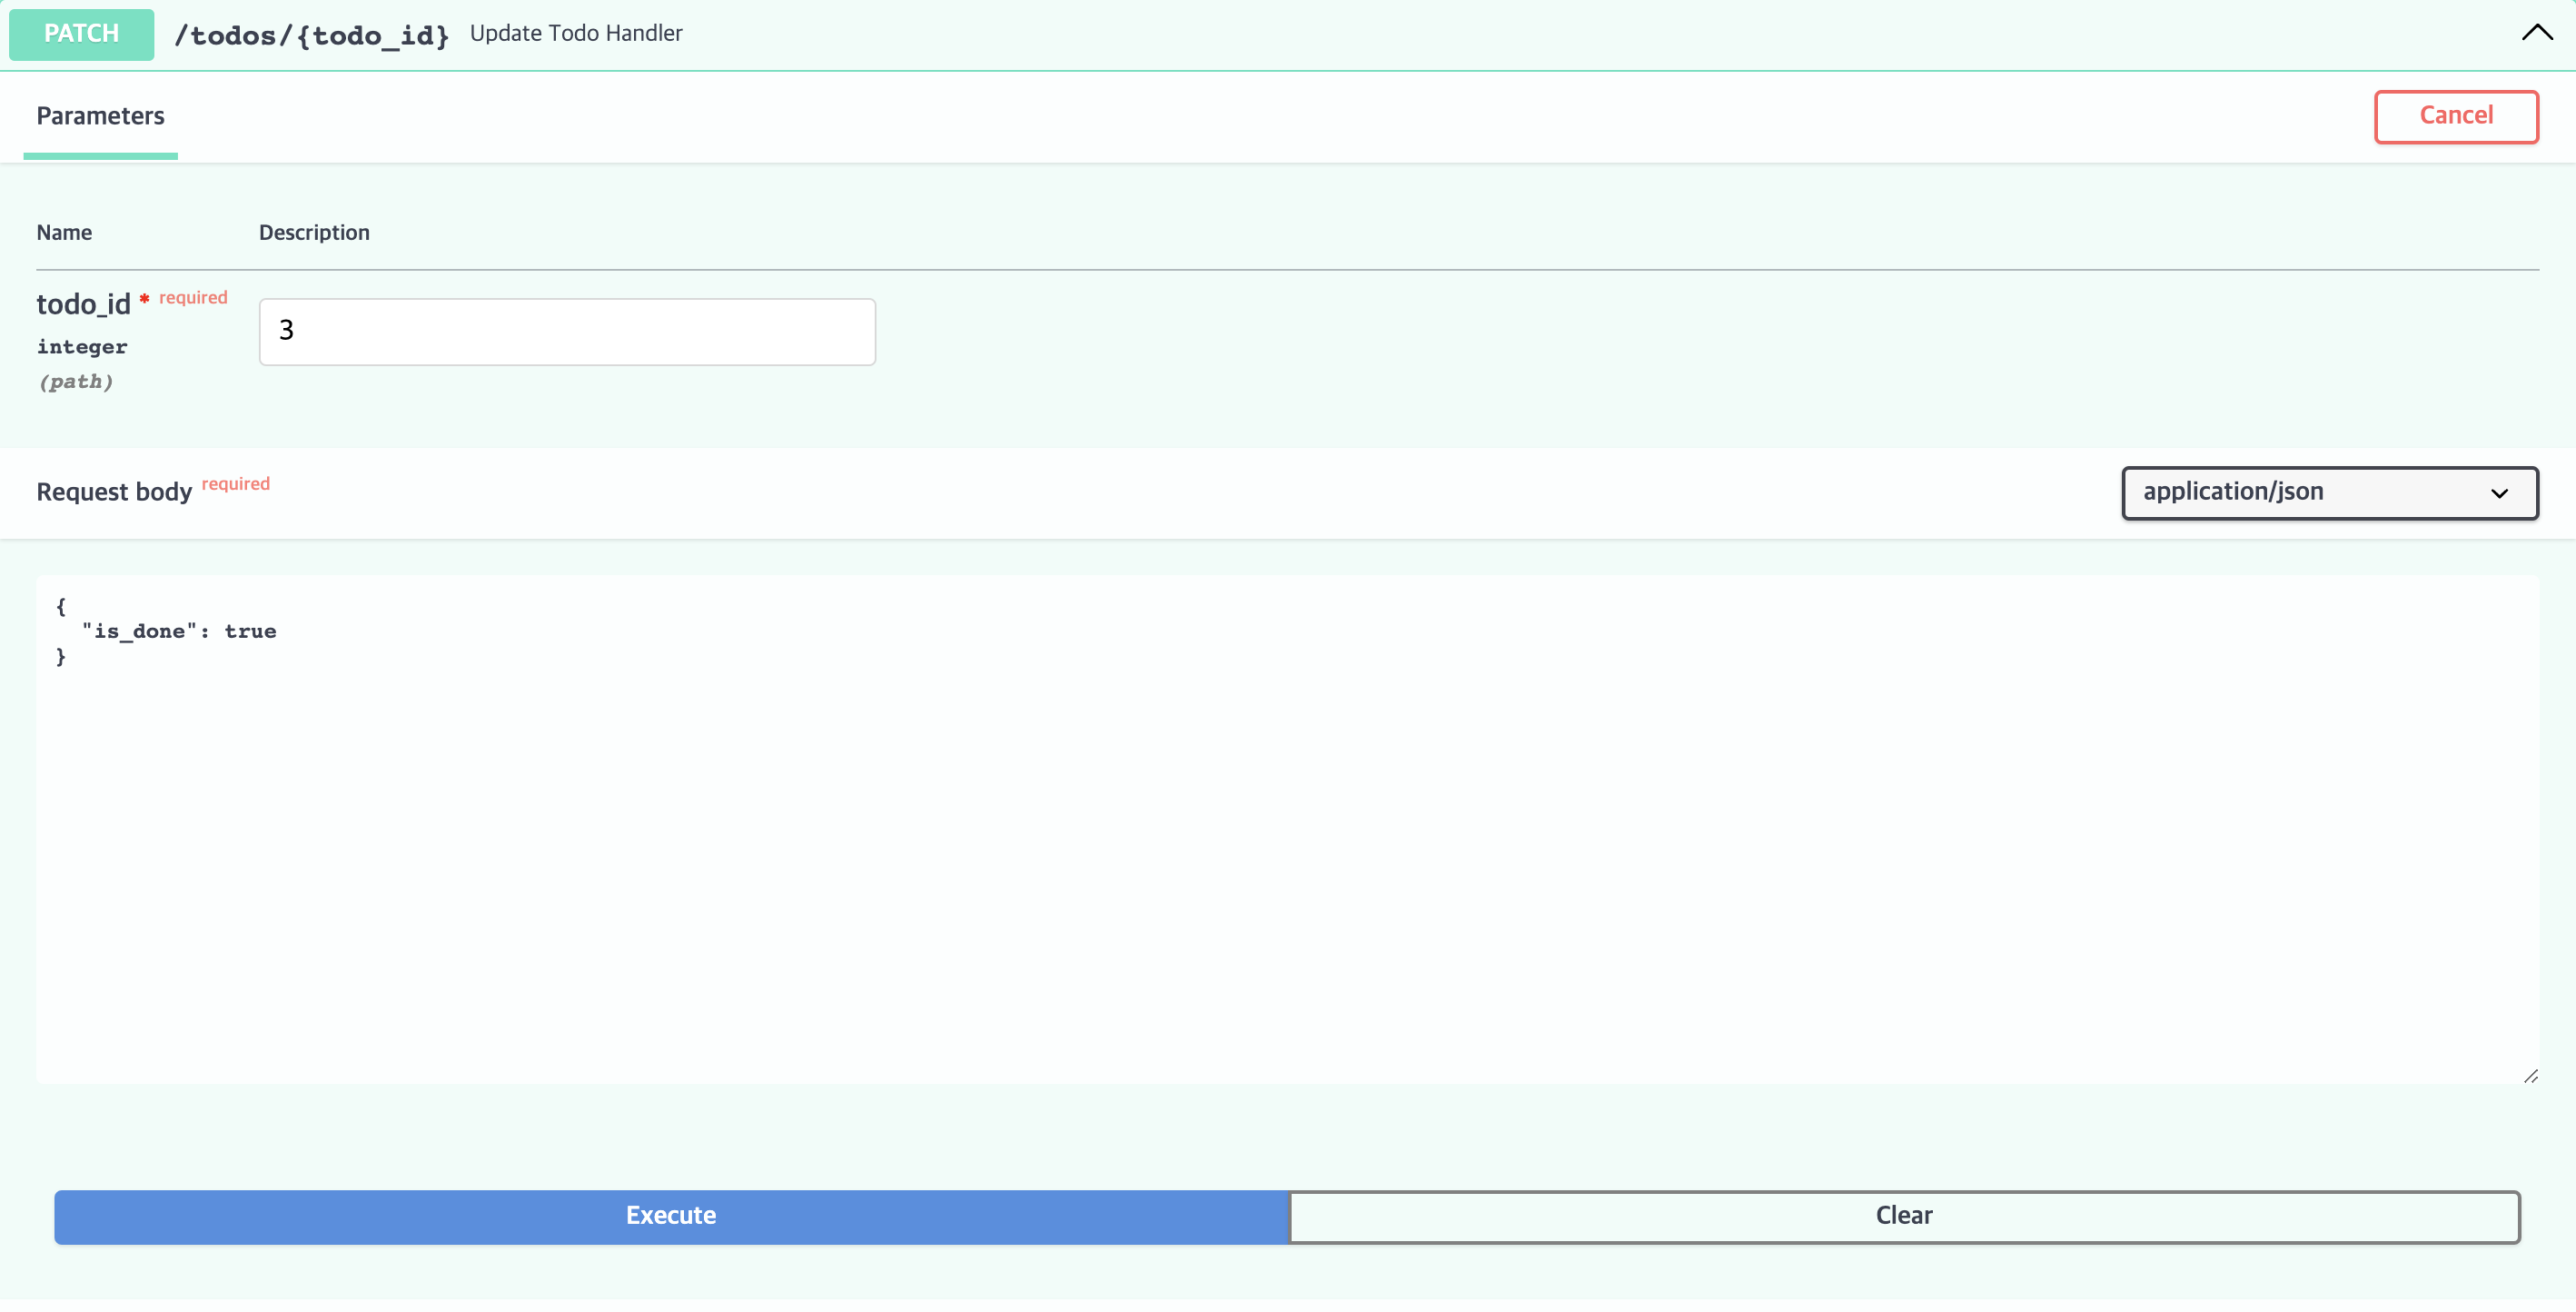 PATCH /todos/{todo_id} Update Todo Handler
Parameters
Cancel
Name Description
todo_id * required
integer
(path)
3
Request body required
application/json
{
  "is_done": true
}
Execute
Clear